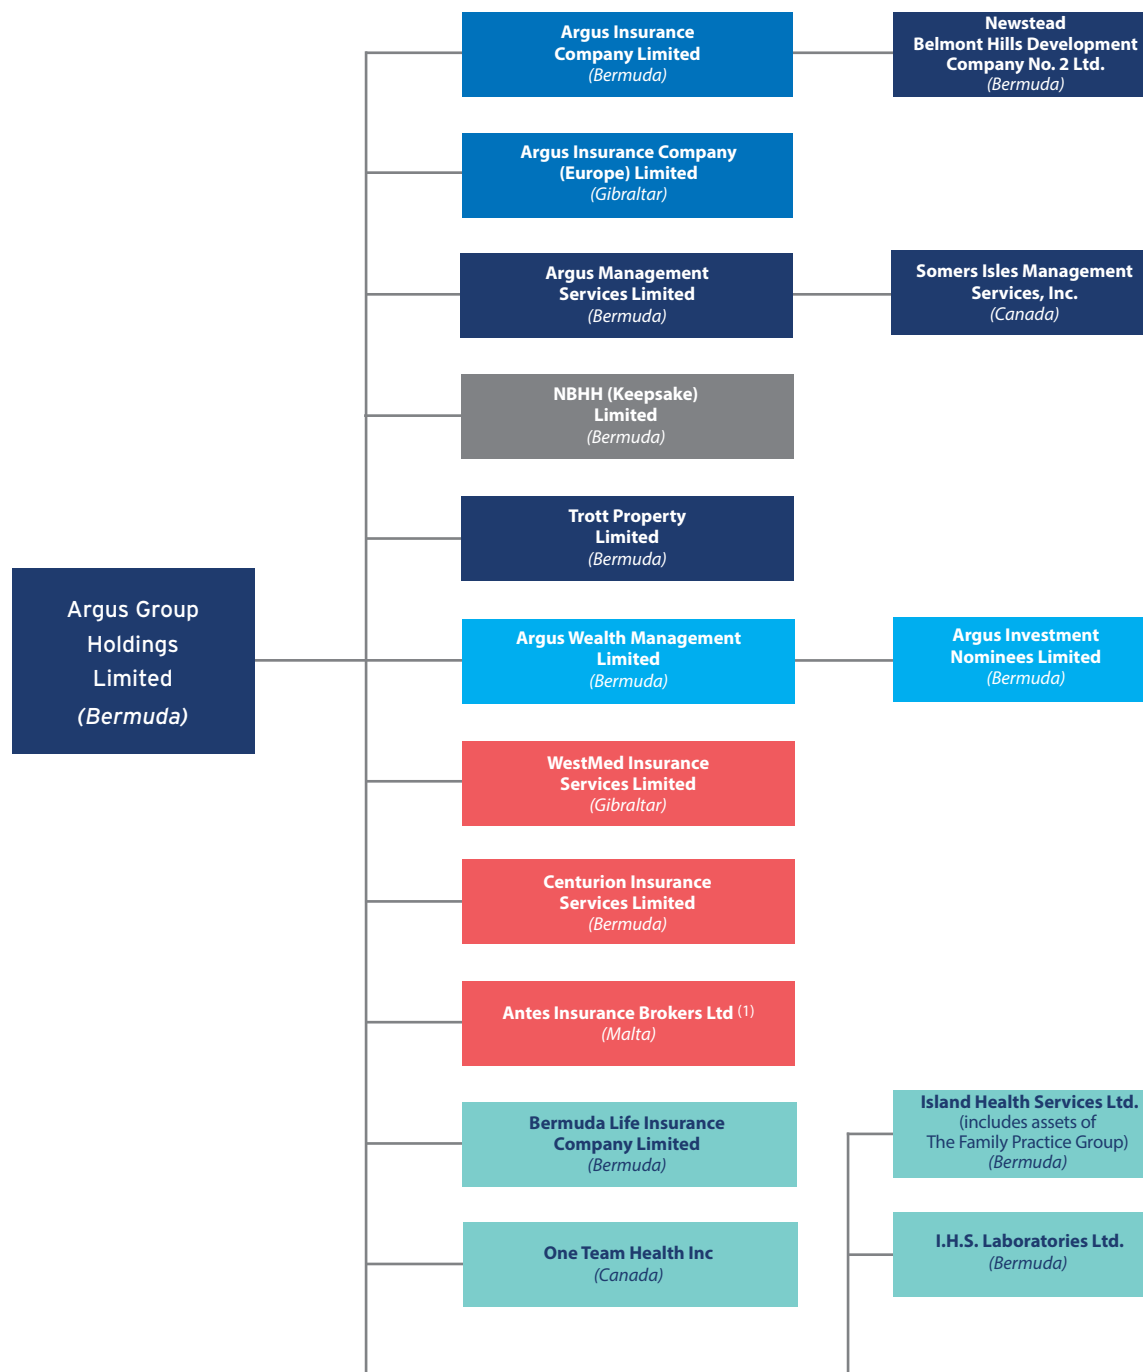 Argus Group
Holdings
Limited
(Bermuda)
Argus Insurance
Company Limited
(Bermuda)
Newstead
Belmont Hills Development
Company No. 2 Ltd.
(Bermuda)
Argus Insurance Company
(Europe) Limited
(Gibraltar)
Argus Management
Services Limited
(Bermuda)
Somers Isles Management
Services, Inc.
(Canada)
NBHH (Keepsake)
Limited
(Bermuda)
Trott Property
Limited
(Bermuda)
Argus Wealth Management
Limited
(Bermuda)
Argus Investment
Nominees Limited
(Bermuda)
WestMed Insurance
Services Limited
(Gibraltar)
Centurion Insurance
Services Limited
(Bermuda)
Antes Insurance Brokers Ltd (1)
(Malta)
Bermuda Life Insurance
Company Limited
(Bermuda)
Island Health Services Ltd.
(includes assets of
The Family Practice Group)
(Bermuda)
One Team Health Inc
(Canada)
I.H.S. Laboratories Ltd.
(Bermuda)